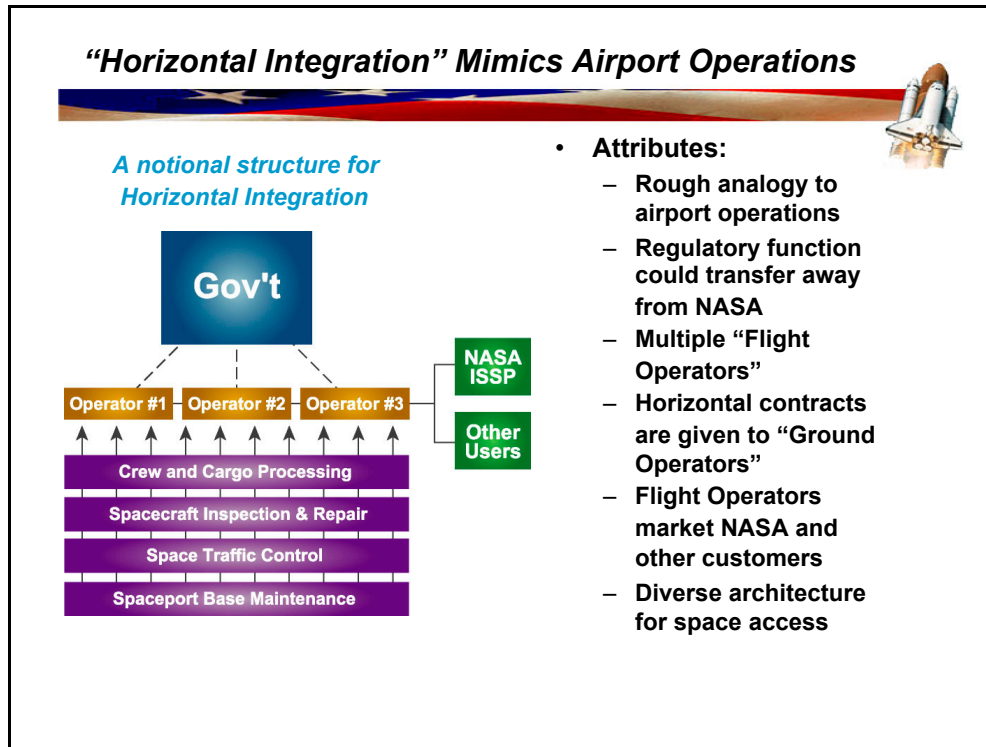 “Horizontal Integration” Mimics Airport Operations
A notional structure for
Horizontal Integration
Gov't
Operator #1
Operator #2
Operator #3
NASA
ISSP
Other
Users
Crew and Cargo Processing
Spacecraft Inspection & Repair
Space Traffic Control
Spaceport Base Maintenance
• Attributes:
– Rough analogy to
airport operations
– Regulatory function
could transfer away
from NASA
– Multiple “Flight
Operators”
– Horizontal contracts
are given to “Ground
Operators”
– Flight Operators
market NASA and
other customers
– Diverse architecture
for space access